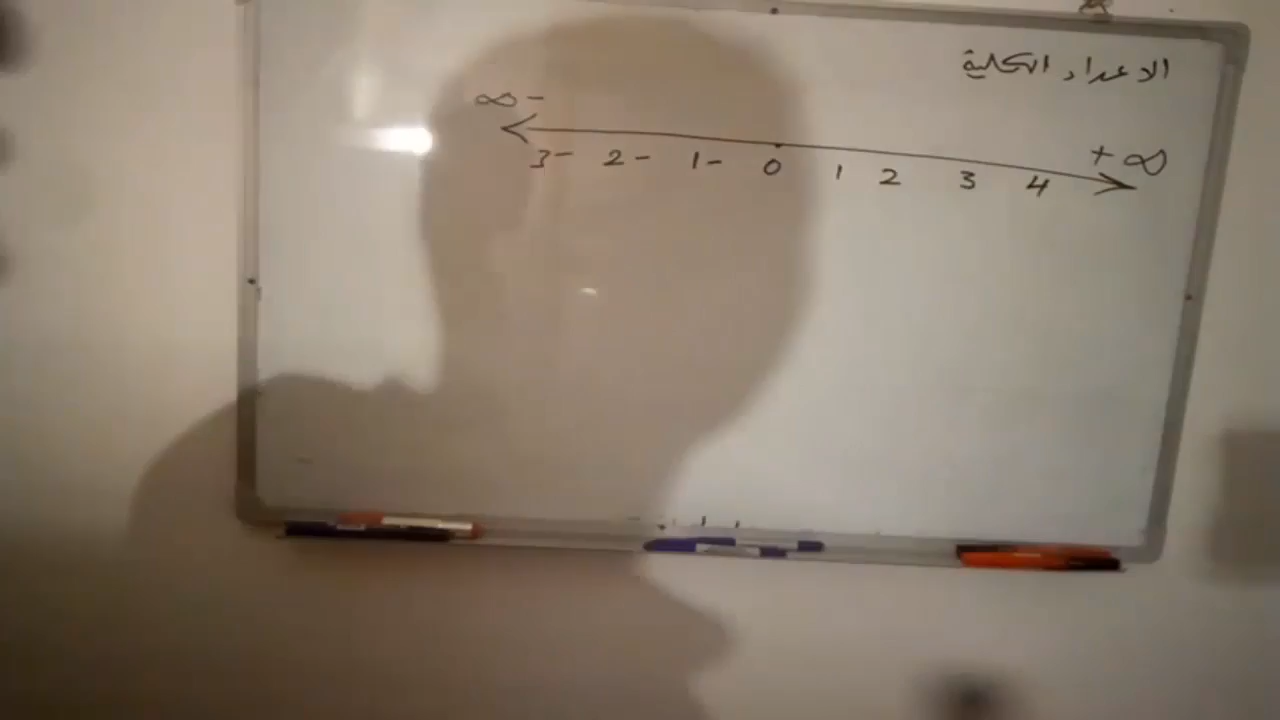 الاعداد الكلية
∞ -
+ ∞
3- 2- 1- 0 1 2 3 4